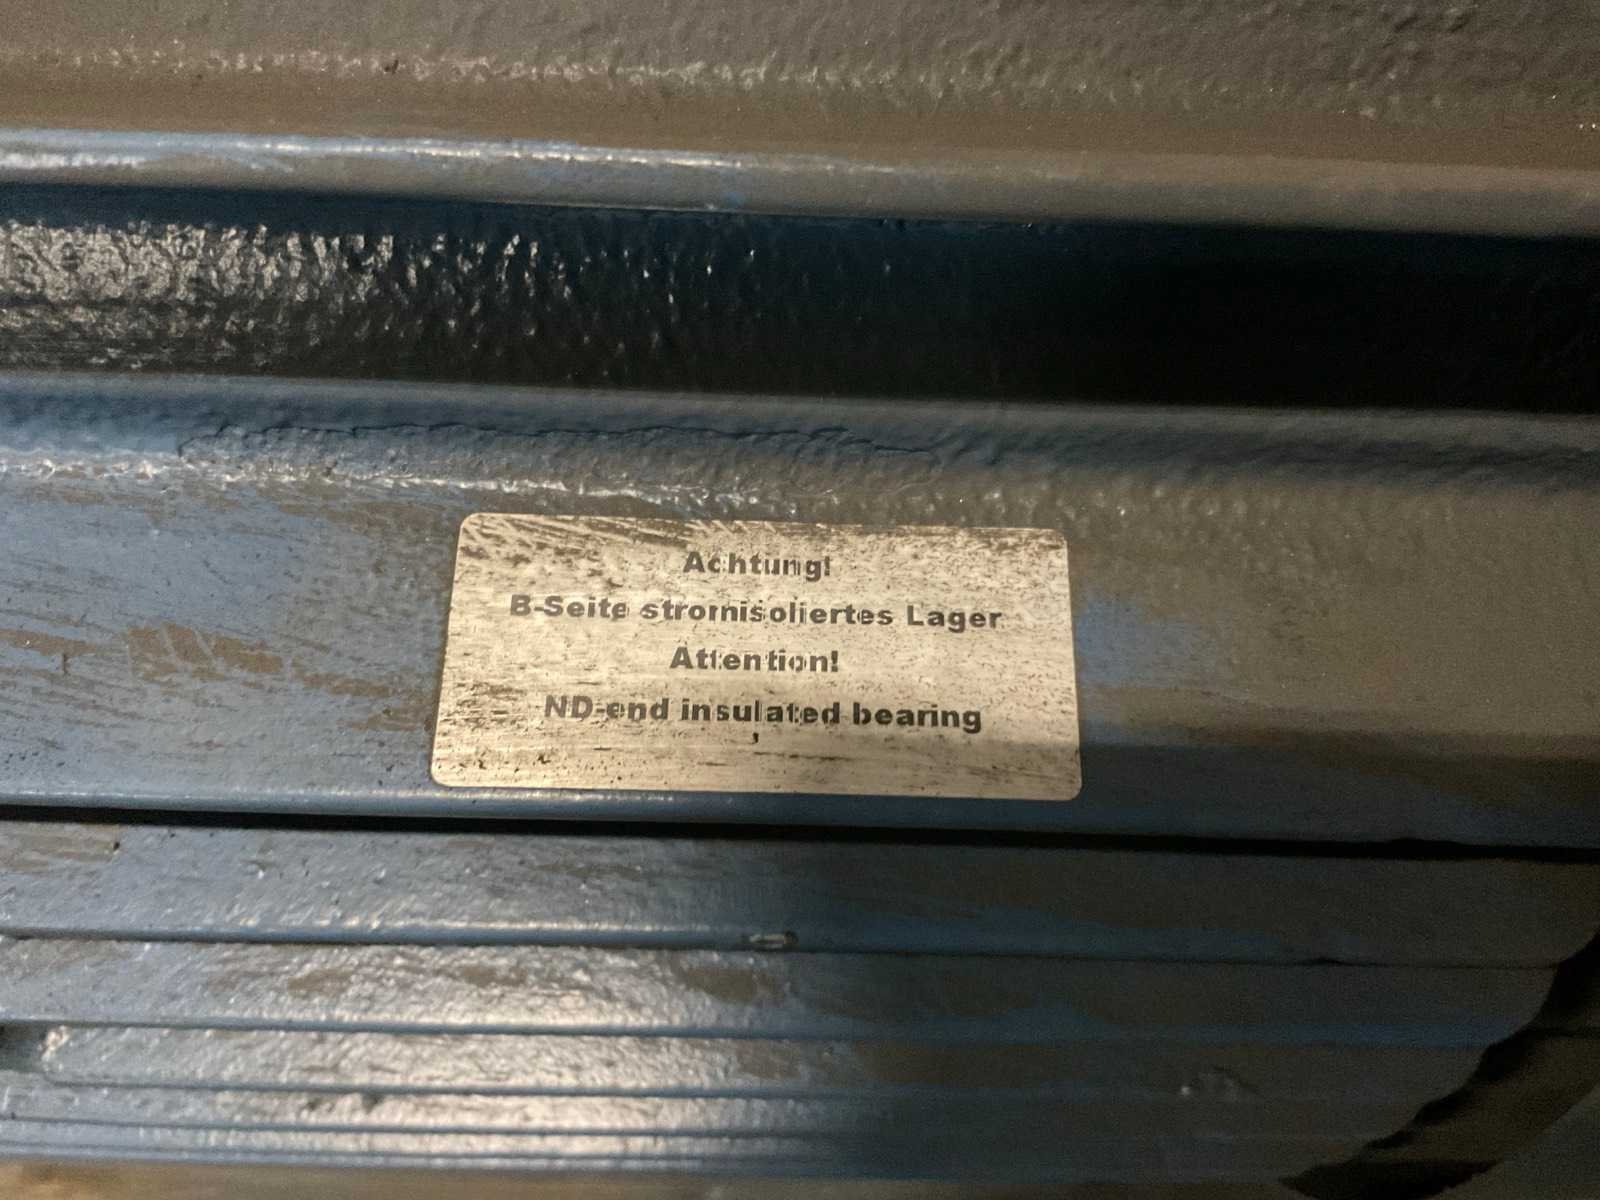 Achtung!
B-Seite stromisoliertes Lager
Attention!
ND-end insulated bearing